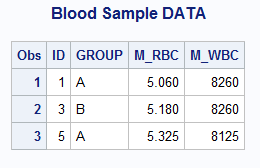 Blood Sample DATA
Obs ID GROUP M_RBC M_WBC
1 1 A 5.060 8260
2 3 B 5.180 8260
3 5 A 5.325 8125